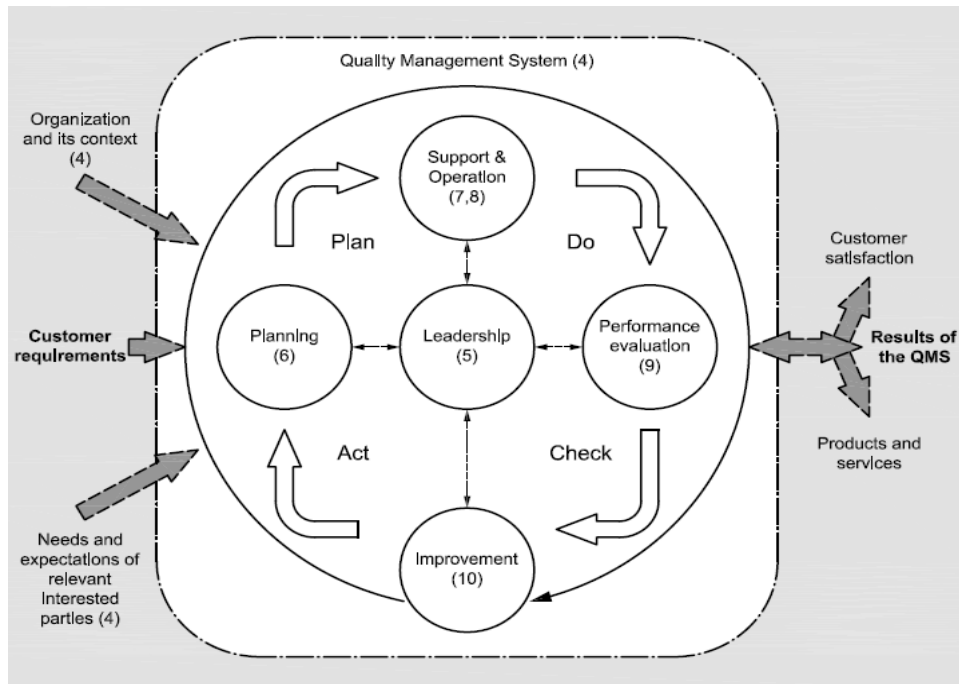 Quality Management System (4)
Organization
and its context
(4)
Support &
Operation
(7,8)
Plan
Do
Customer
satisfaction
Customer
requirements
Planning
(6)
Leadership
(5)
Performance
evaluation
(9)
Results of
the QMS
Act
Check
Products and
services
Needs and
expectations of
relevant
Interested
parties (4)
Improvement
(10)